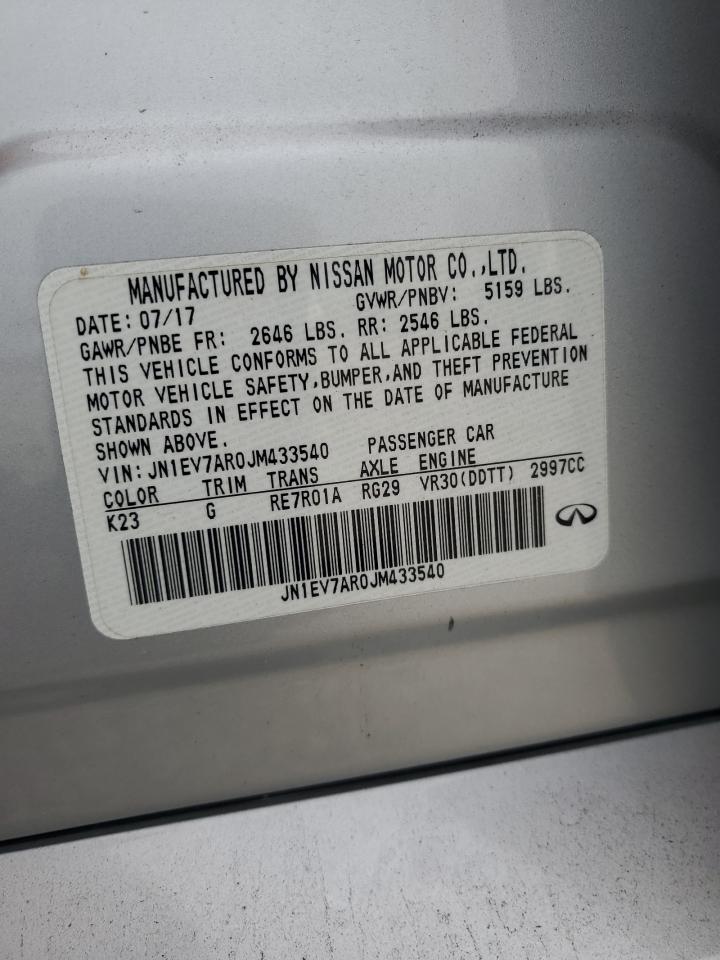 MANUFACTURED BY NISSAN MOTOR CO.,LTD.
DATE: 07/17 GVWR/PNBV: 5159 LBS.
GAWR/PNBE FR: 2646 LBS. RR: 2546 LBS.
THIS VEHICLE CONFORMS TO ALL APPLICABLE FEDERAL
MOTOR VEHICLE SAFETY,BUMPER,AND THEFT PREVENTION
STANDARDS IN EFFECT ON THE DATE OF MANUFACTURE
SHOWN ABOVE.
VIN: JN1EV7AR0JM433540 PASSENGER CAR
COLOR TRIM TRANS AXLE ENGINE
K23 G RE7R01A RG29 VR30(DDTT) 2997CC
JN1EV7AR0JM433540